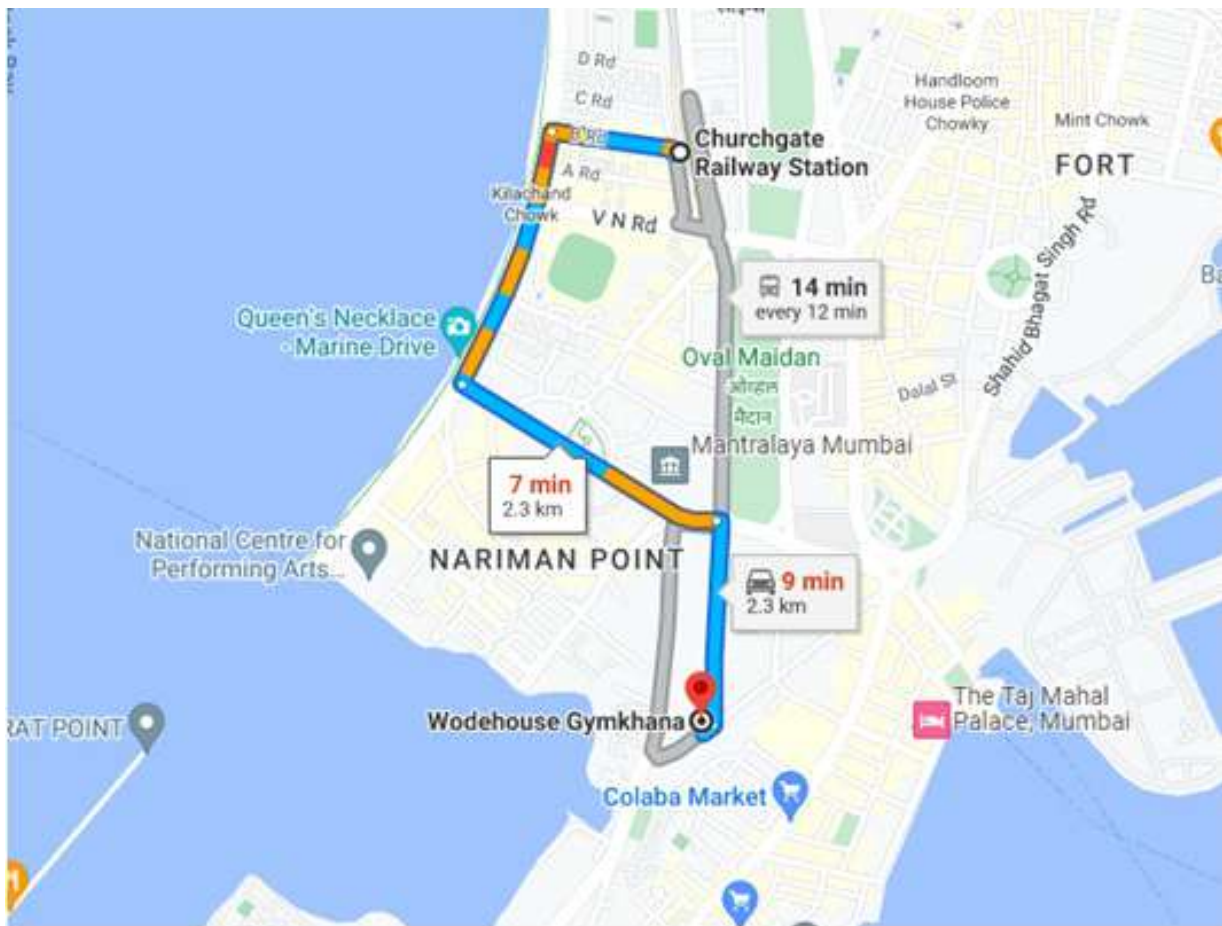 D Rd
C Rd
B Rd
A Rd
Handloom
House Police
Chowky
Mint Chowk
Churchgate
Railway Station
FORT
Kilachand
Chowk
V N Rd
Shahid Bhagat Singh Rd
14 min
every 12 min
Queen's Necklace
- Marine Drive
Oval Maidan
ओव्हल
मैदान
Dalal St
Mantralaya Mumbai
7 min
2.3 km
National Centre for
Performing Arts...
NARIMAN POINT
9 min
2.3 km
RAT POINT
Wodehouse Gymkhana
The Taj Mahal
Palace, Mumbai
Colaba Market
Ba